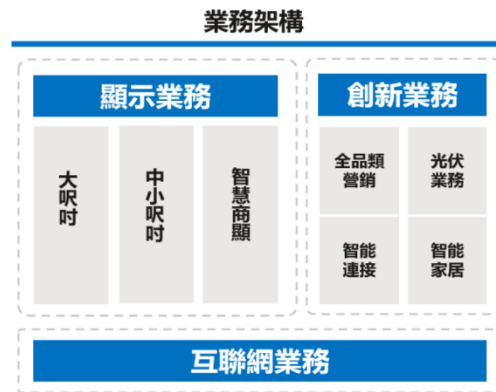 業務架構
顯示業務
大呎吋
中小呎吋
智慧商顯
創新業務
全品類
營銷
光伏
業務
智能
連接
智能
家居
互聯網業務